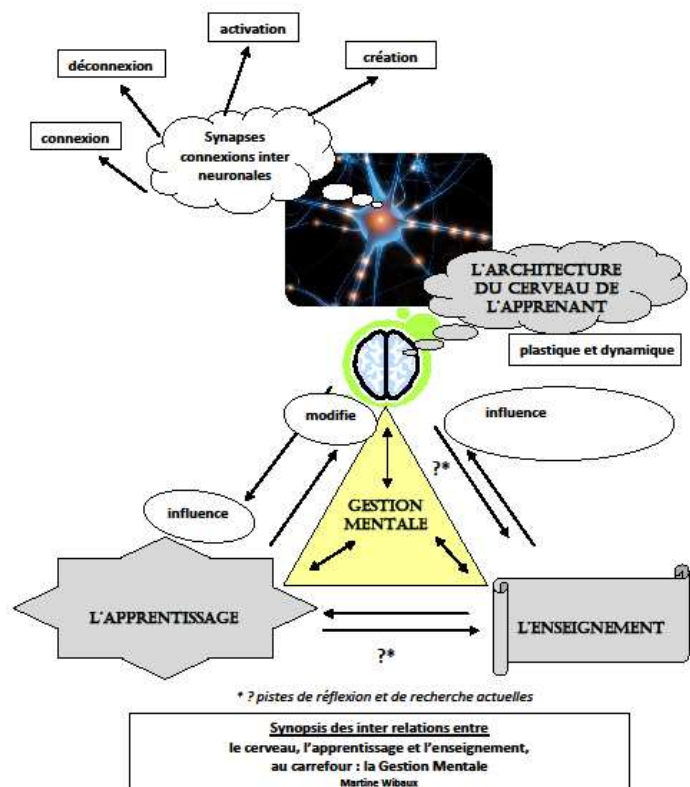 activation
création
déconnexion
connexion
Synapses
connexions inter
neuronales
L'ARCHITECTURE
DU CERVEAU DE
L'APPRENANT
plastique et dynamique
modifie
influence
?*
GESTION
MENTALE
influence
L'APPRENTISSAGE
L'ENSEIGNEMENT
?*
* ? pistes de réflexion et de recherche actuelles
Synopsis des inter relations entre
le cerveau, l'apprentissage et l'enseignement,
au carrefour : la Gestion Mentale
Martine Wibaux